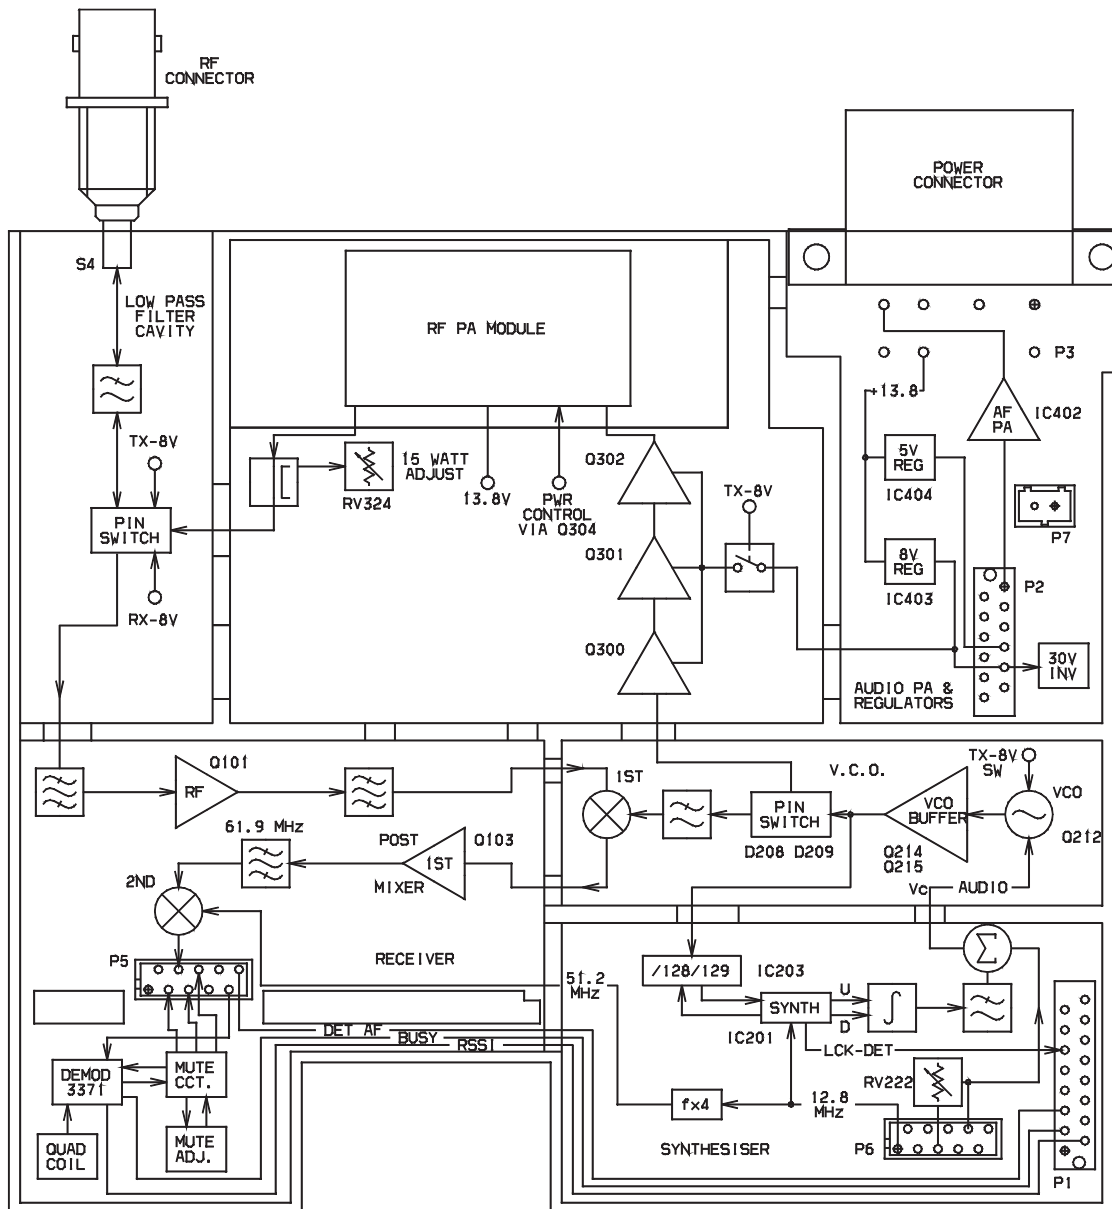 RF
CONNECTOR
POWER
CONNECTOR
S4
LOW PASS
FILTER
CAVITY
RF PA MODULE
P3
+13.8
AF
PA
IC402
TX-8V
15 WATT
ADJUST
RV324
13.8V
PWR
CONTROL
VIA Q304
Q302
TX-8V
5V
REG
IC404
P7
PIN
SWITCH
Q301
8V
REG
IC403
P2
RX-8V
Q300
30V
INV
AUDIO PA &
REGULATORS
Q101
RF
1ST
V.C.O.
TX-8V
SW
VCO
PIN
SWITCH
VCO
BUFFER
Q212
61.9 MHz
POST
1ST
MIXER
Q103
D208 D209
Q214
Q215
2ND
Vc
AUDIO
P5
RECEIVER
51.2
MHz
/128/129
IC203
Σ
SYNTH
U
D
∫
IC201
DET AF
BUSY
RSSI
LCK-DET
DEMOD
3371
MUTE
CCT.
RV222
fx4
12.8
MHz
QUAD
COIL
MUTE
ADJ.
SYNTHESISER
P6
P1